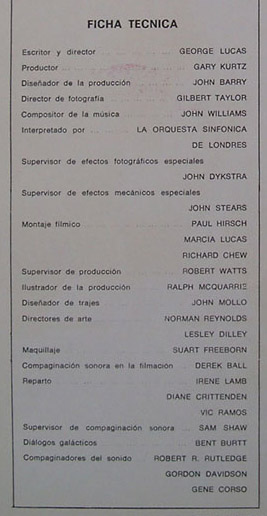 FICHA TECNICA
Escritor y director GEORGE LUCAS
Productor GARY KURTZ
Diseñador de la producción JOHN BARRY
Director de fotografía GILBERT TAYLOR
Compositor de la música JOHN WILLIAMS
Interpretado por LA ORQUESTA SINFONICA
DE LONDRES
Supervisor de efectos fotográficos especiales
JOHN DYKSTRA
Supervisor de efectos mecánicos especiales
JOHN STEARS
Montaje fílmico PAUL HIRSCH
MARCIA LUCAS
RICHARD CHEW
Supervisor de producción ROBERT WATTS
Ilustrador de la producción RALPH MCQUARRIE
Diseñador de trajes JOHN MOLLO
Directores de arte NORMAN REYNOLDS
LESLEY DILLEY
Maquillaje SUART FREEBORN
Compaginación sonora en la filmación DEREK BALL
Reparto IRENE LAMB
DIANE CRITTENDEN
VIC RAMOS
Supervisor de compaginación sonora SAM SHAW
Diálogos galácticos BENT BURTT
Compaginadores del sonido ROBERT R. RUTLEDGE
GORDON DAVIDSON
GENE CORSO